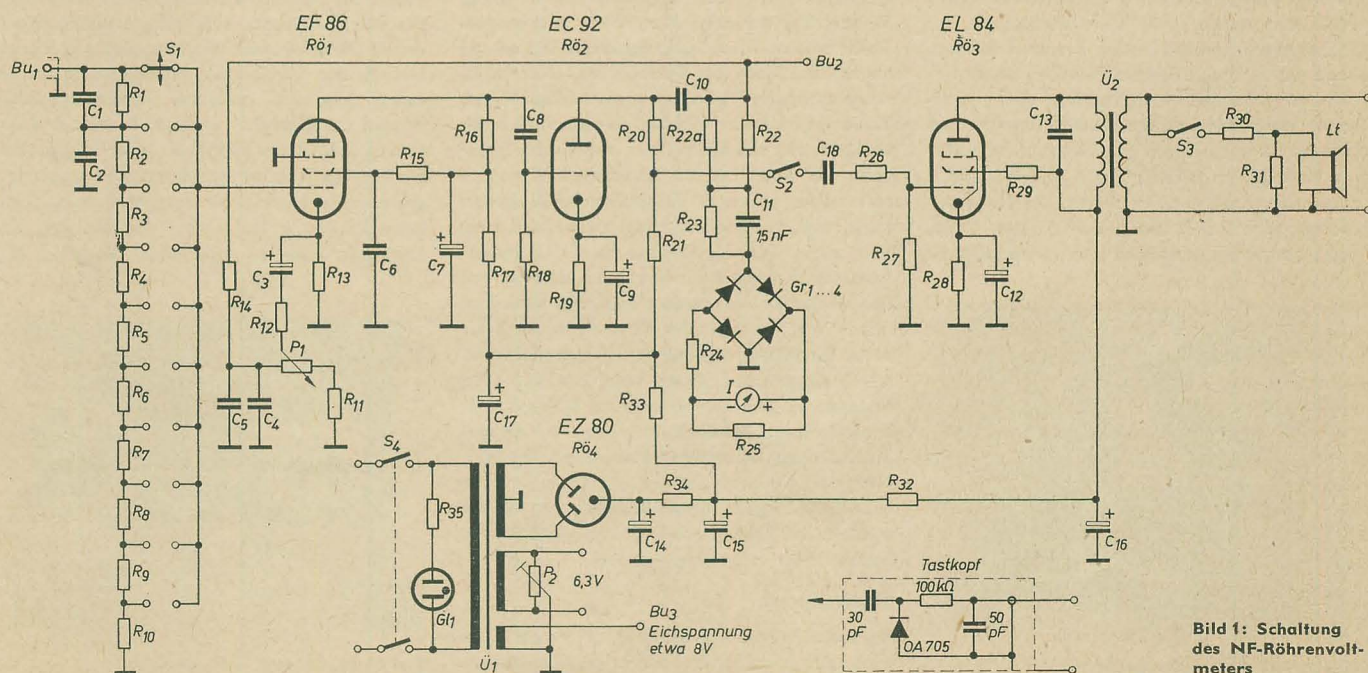 EF 86
Rö1
EC 92
Rö2
EL 84
Rö3
Bu1
S1
Bu2
C1
R1
C2
R2
R3
R4
R5
R6
R7
R8
R9
R10
R14
C5
C4
C3
R12
P1
R11
R13
C6
R15
C7
R16
R17
C8
R18
R19
C9
C17
R20
R21
C10
R22a
R22
R23
C11
1,5 nF
Gr1...4
R24
I
− +
R25
R33
S2
C18
R26
R27
R28
C12
R29
C13
Ü2
S3
R30
R31
Lt
EZ 80
Rö4
S4
R35
Gl1
Ü1
C14
R34
C15
R32
C16
P2
6,3 V
Bu3
Eichspannung
etwa 8V
Tastkopf
100kΩ
30
pF
OA705
50
pF
Bild 1: Schaltung
des NF-Röhrenvolt-
meters